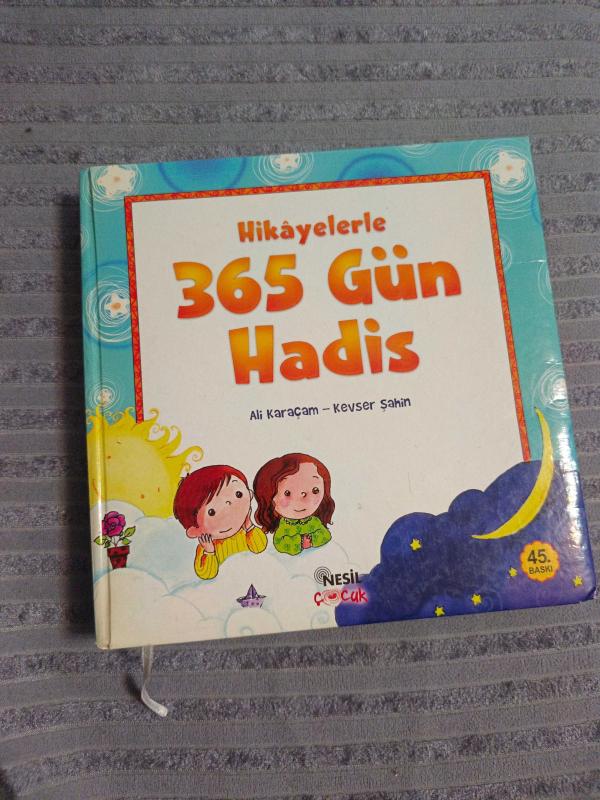 Hikâyelerle
365 Gün
Hadis
Ali Karaçam – Kevser Şahin
NESİL
çocuk
45.
BASKI